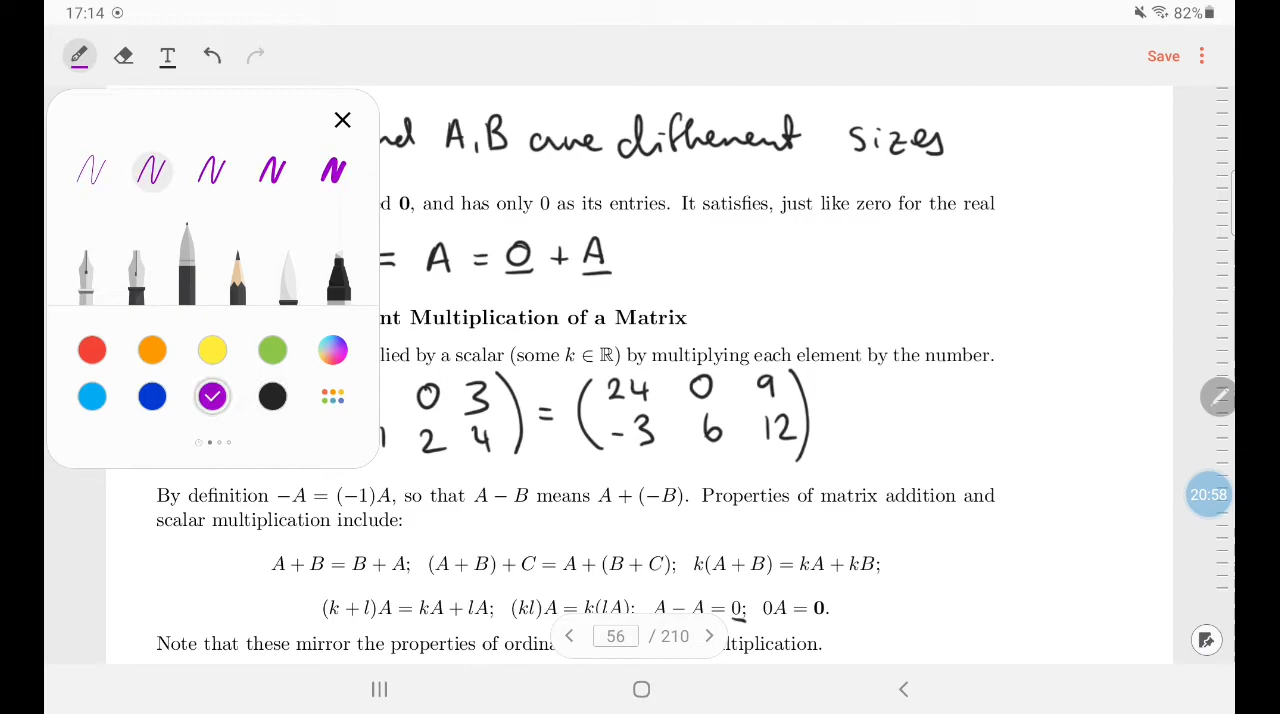 17:14 82%
T Save
nd A,B are different sizes
d 0, and has only 0 as its entries. It satisfies, just like zero for the real
= A = 0 + A
nt Multiplication of a Matrix
lied by a scalar (some k ∈ ℝ) by multiplying each element by the number.
0 3 24 0 9
) = (
1 2 4 -3 6 12 )
20:58
By definition −A = (−1)A, so that A − B means A + (−B). Properties of matrix addition and
scalar multiplication include:
A + B = B + A; (A + B) + C = A + (B + C); k(A + B) = kA + kB;
(k + l)A = kA + lA; (kl)A = k(lA); A − A = 0; 0A = 0.
Note that these mirror the properties of ordina ltiplication.
56 / 210